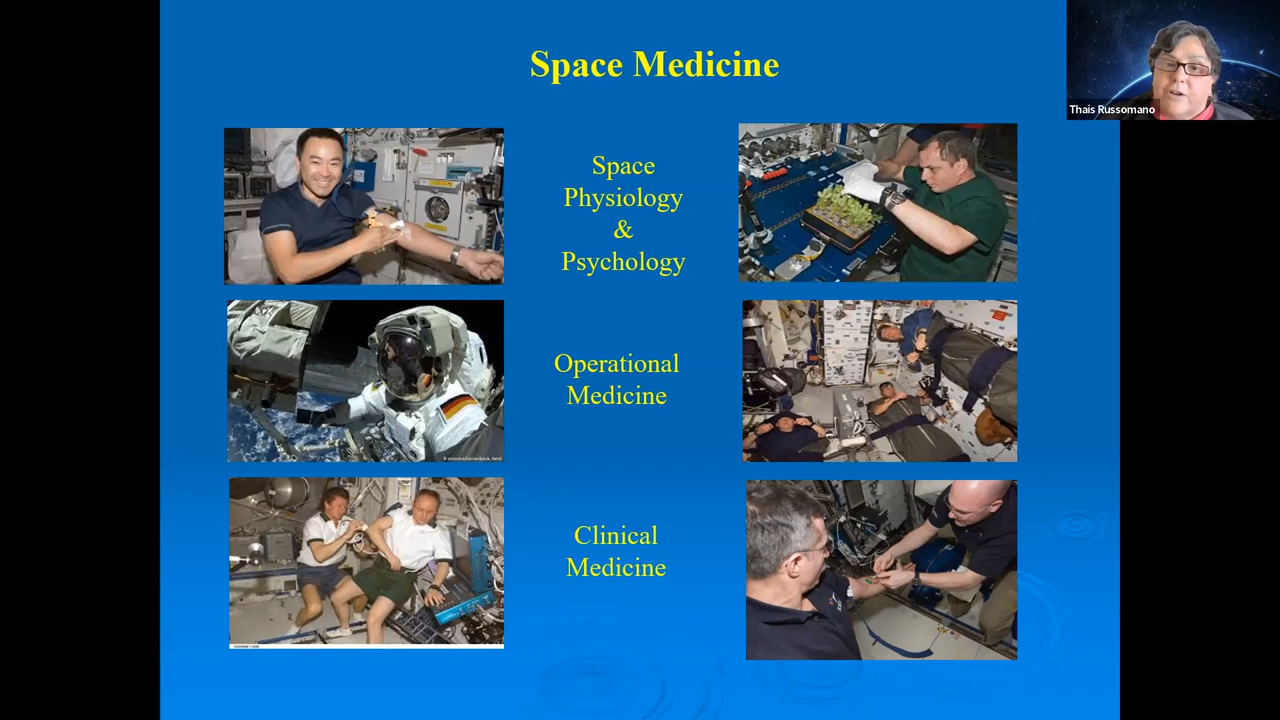 Space Medicine
Thais Russomano
Space
Physiology
&
Psychology
Operational
Medicine
Clinical
Medicine